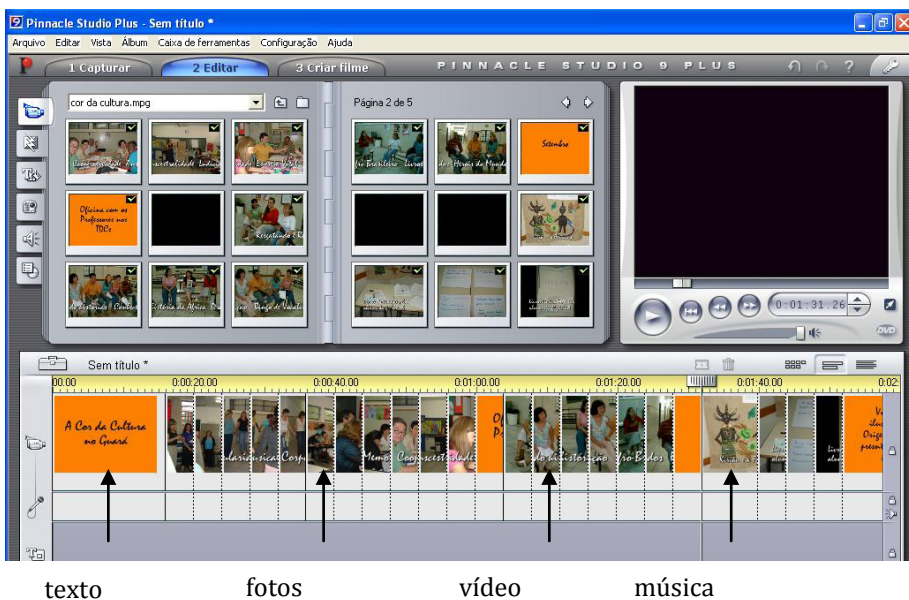 Pinnacle Studio Plus - Sem título *
Arquivo Editar Vista Álbum Caixa de ferramentas Configuração Ajuda
1 Capturar 2 Editar 3 Criar filme PINNACLE STUDIO 9 PLUS
cor da cultura.mpg
Página 2 de 5
Setembro
Oficina com os
Professores nos
TDCs
0:01:31.26
DVD
Sem título *
00.00 0:00:20.00 0:00:40.00 0:01:00.00 0:01:20.00 0:01:40.00 0:02:
A Cor da Cultura
no Guará
texto fotos vídeo música